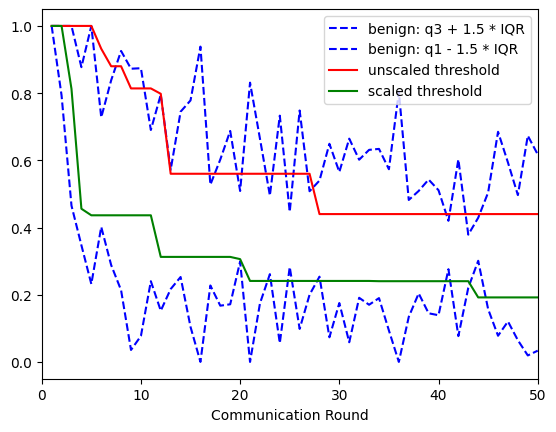 1.0
0.8
0.6
0.4
0.2
0.0
0 10 20 30 40 50
Communication Round
benign: q3 + 1.5 * IQR
benign: q1 - 1.5 * IQR
unscaled threshold
scaled threshold